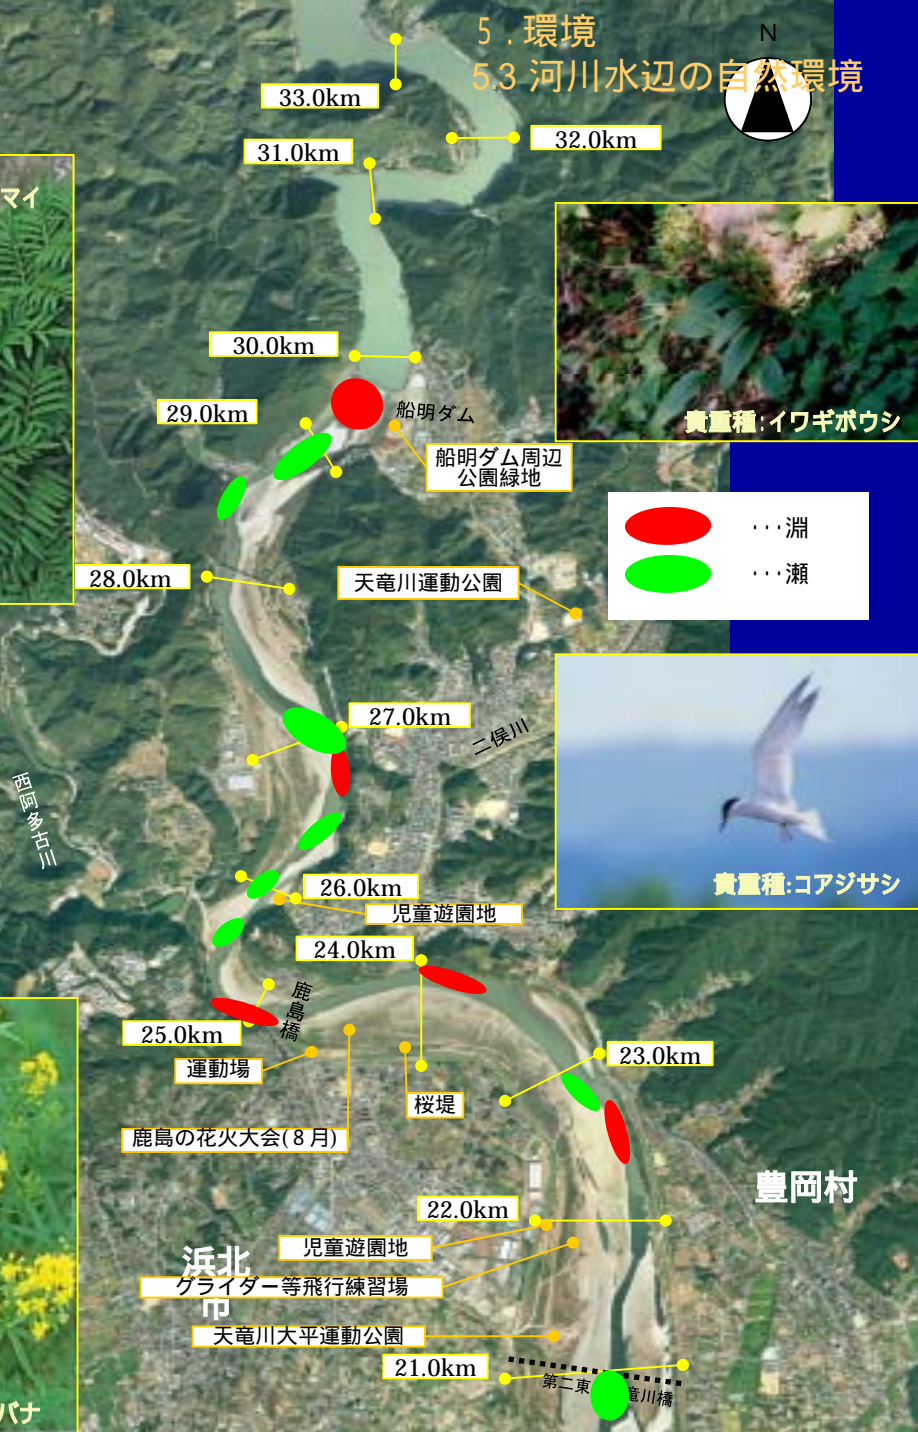 5．環境
5.3 河川水辺の自然環境
N
33.0km
32.0km
31.0km
マイ
30.0km
29.0km
船明ダム
貴重種:イワギボウシ
船明ダム周辺
公園緑地
･･･淵
･･･瀬
28.0km
天竜川運動公園
27.0km
二俣川
西阿多古川
26.0km
貴重種:コアジサシ
児童遊園地
24.0km
鹿島橋
25.0km
23.0km
運動場
桜堤
鹿島の花火大会(８月)
豊岡村
22.0km
児童遊園地
浜北
市
グライダー等飛行練習場
天竜川大平運動公園
21.0km
第二東
竜川橋
バナ